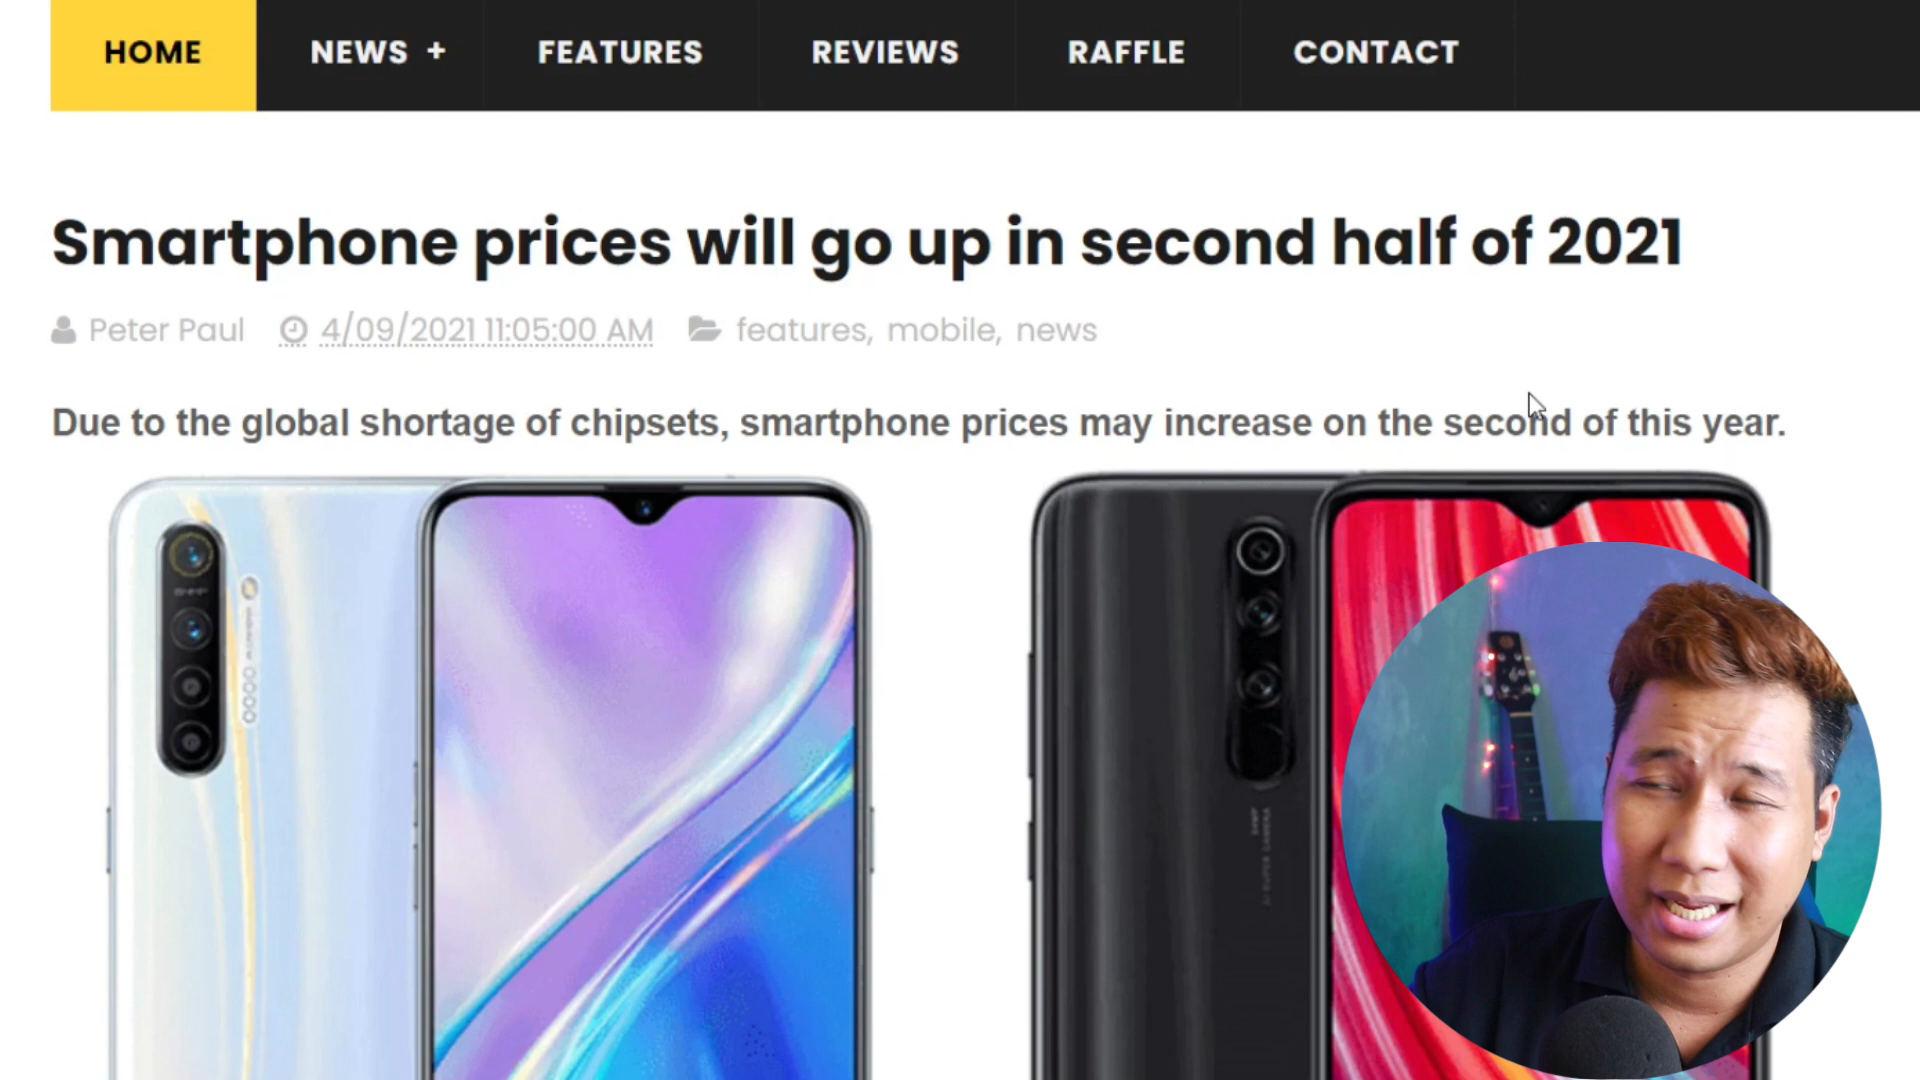 HOME NEWS + FEATURES REVIEWS RAFFLE CONTACT
Smartphone prices will go up in second half of 2021
Peter Paul 4/09/2021 11:05:00 AM features, mobile, news
Due to the global shortage of chipsets, smartphone prices may increase on the second of this year.